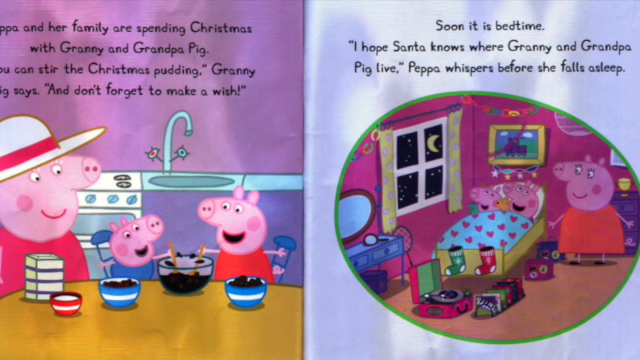 ppa and her family are spending Christmas
with Granny and Grandpa Pig.
ou can stir the Christmas pudding," Granny
ig says. "And don't forget to make a wish!"
Soon it is bedtime.
"I hope Santa knows where Granny and Grandpa
Pig live," Peppa whispers before she falls asleep.